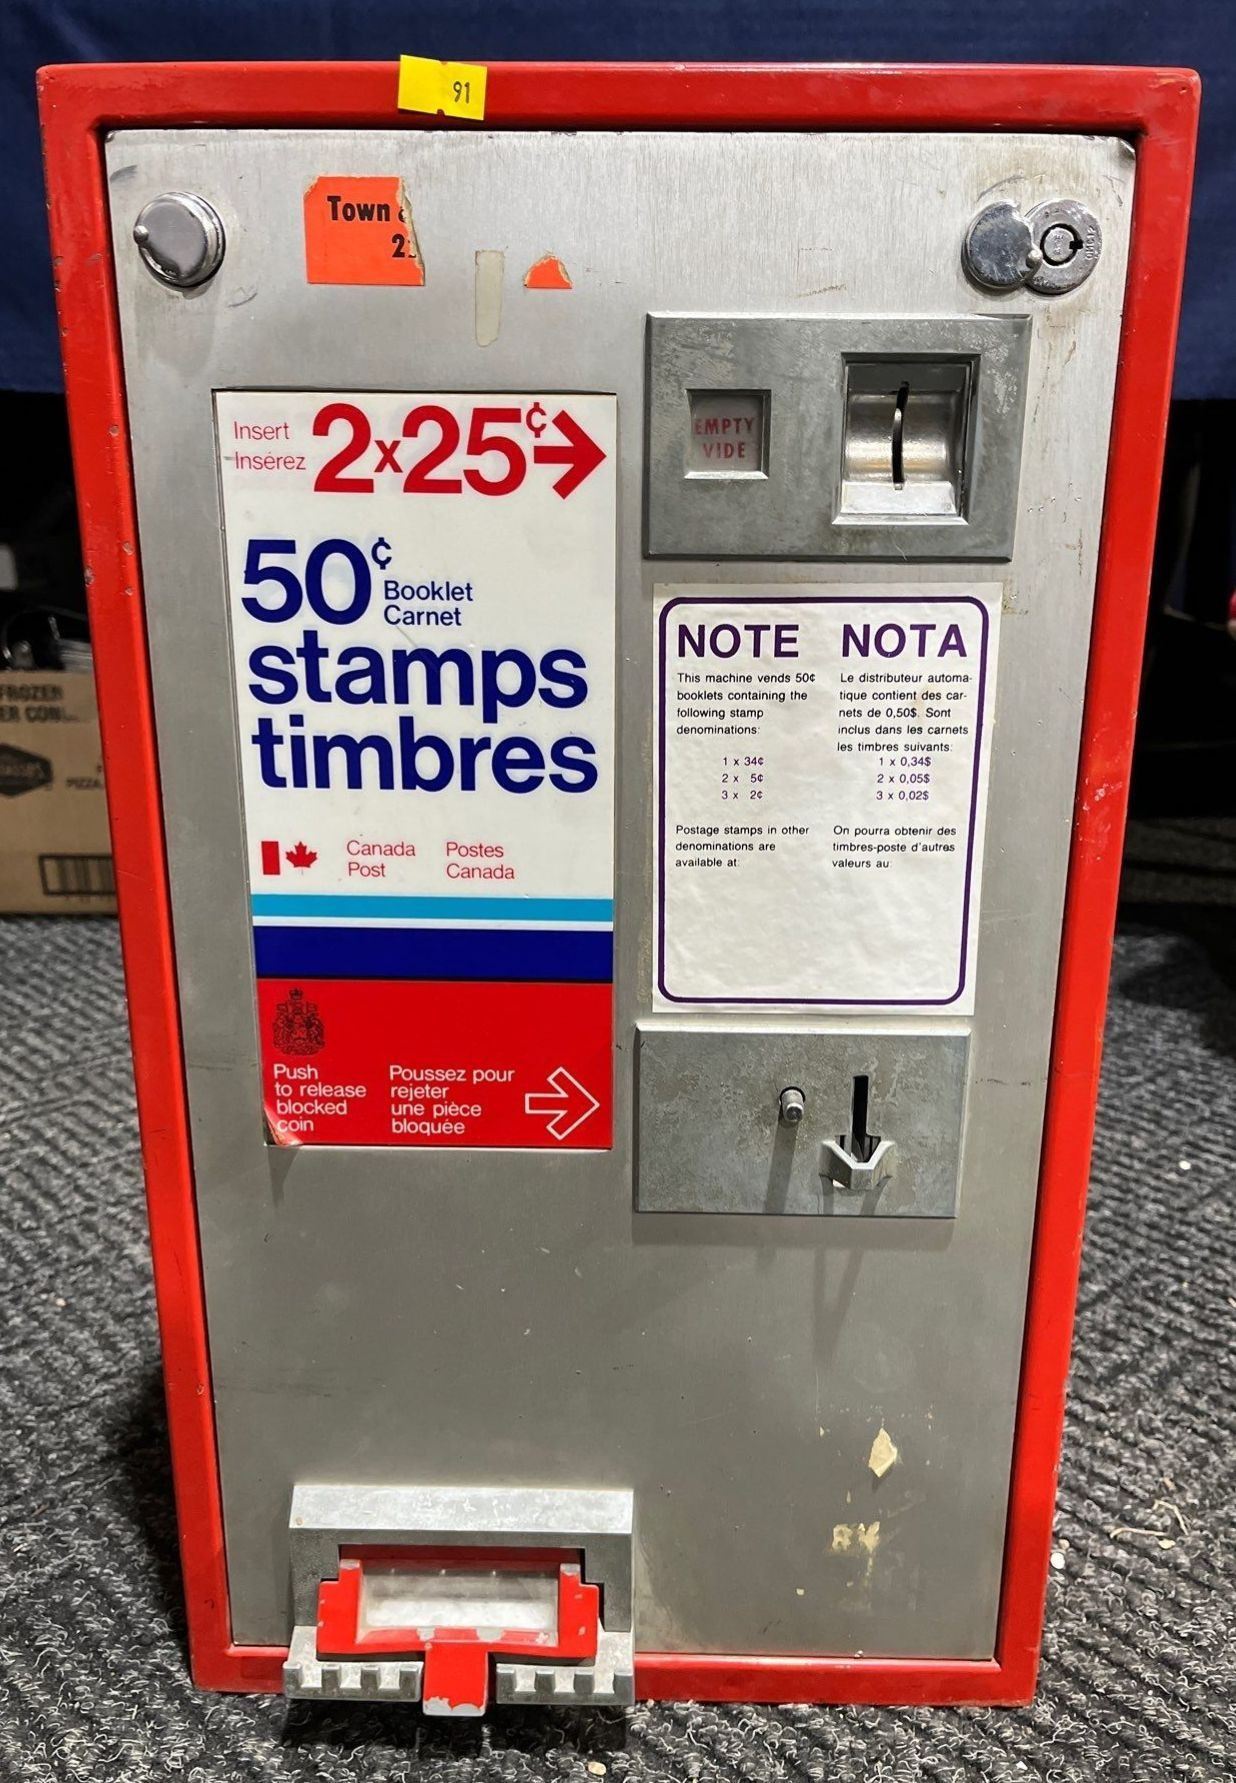 91
Town
2
Insert
Insérez
2x25¢
EMPTY
VIDE
50¢
Booklet
Carnet
stamps
timbres
Canada
Post
Postes
Canada
Push
to release
blocked
coin
Poussez pour
rejeter
une pièce
bloquée
NOTE
This machine vends 50¢
booklets containing the
following stamp
denominations:
1 x 34¢
2 x 5¢
3 x 2¢
Postage stamps in other
denominations are
available at:
NOTA
Le distributeur automa-
tique contient des car-
nets de 0,50$. Sont
inclus dans les carnets
les timbres suivants:
1 x 0,34$
2 x 0,05$
3 x 0,02$
On pourra obtenir des
timbres-poste d'autres
valeurs au:
FROZEN